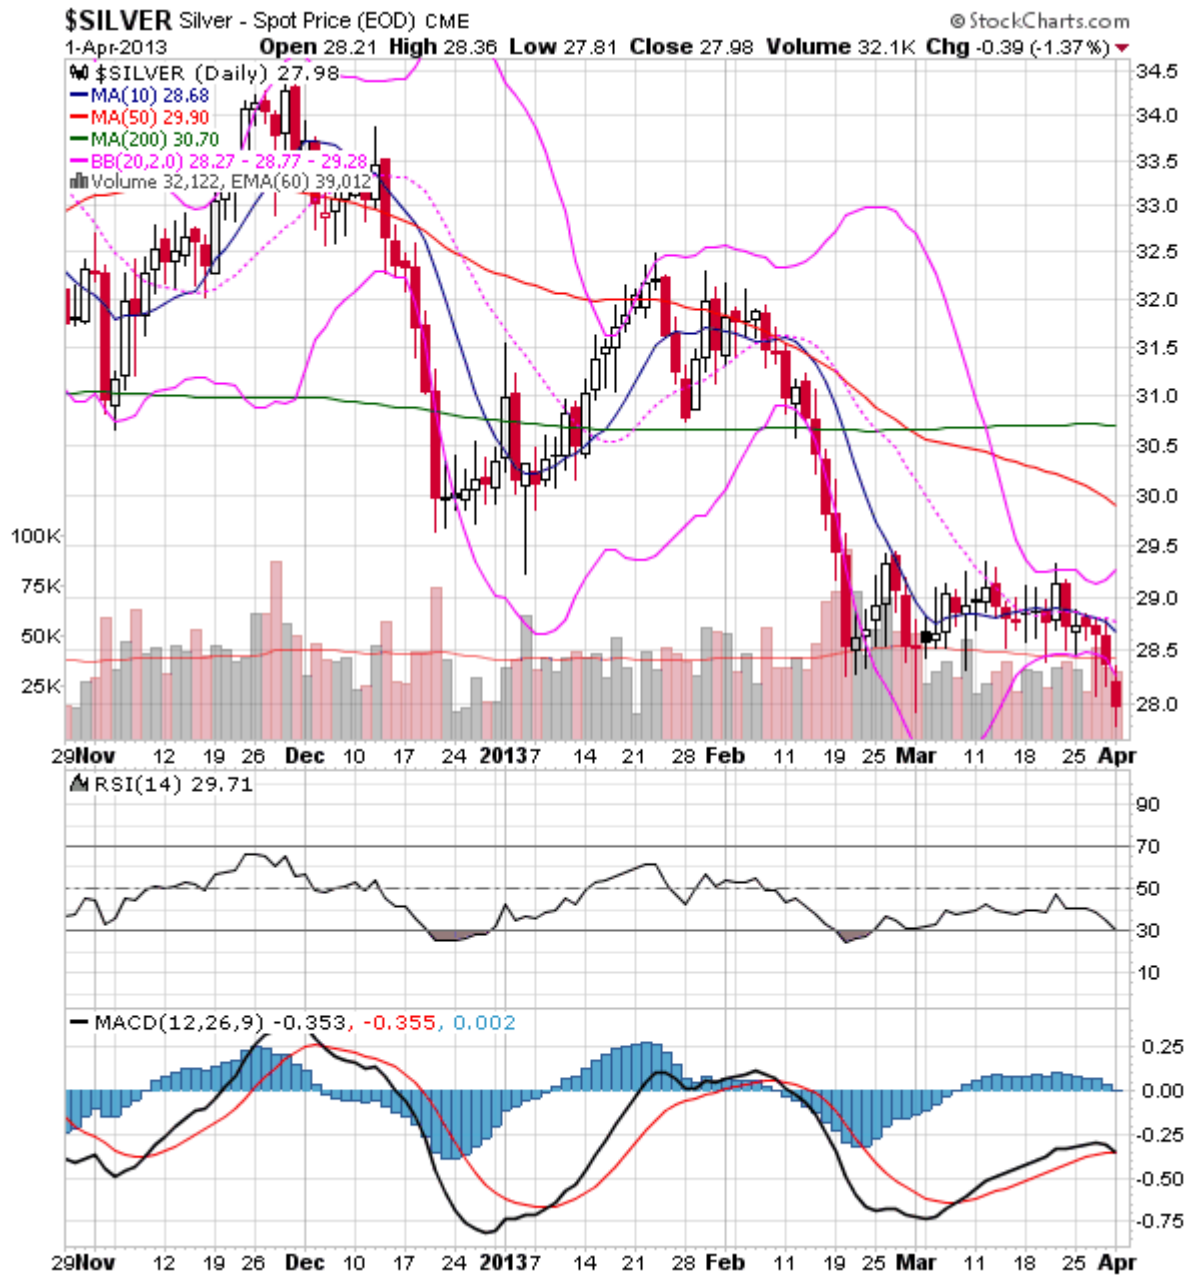 $SILVER Silver - Spot Price (EOD) CME © StockCharts.com
1-Apr-2013 Open 28.21 High 28.36 Low 27.81 Close 27.98 Volume 32.1K Chg -0.39 (-1.37%)
$SILVER (Daily) 27.98
MA(10) 28.68
MA(50) 29.90
MA(200) 30.70
BB(20,2.0) 28.27 - 28.77 - 29.28
Volume 32,122, EMA(60) 39,012
34.5
34.0
33.5
33.0
32.5
32.0
31.5
31.0
30.5
30.0
29.5
29.0
28.5
28.0
100K
75K
50K
25K
29 Nov 12 19 26 Dec 10 17 24 2013 7 14 21 28 Feb 11 18 25 Mar 11 18 25 Apr
RSI(14) 29.71
90
70
50
30
10
MACD(12,26,9) -0.353, -0.355, 0.002
0.25
0.00
-0.25
-0.50
-0.75
29 Nov 12 19 26 Dec 10 17 24 2013 7 14 21 28 Feb 11 18 25 Mar 11 18 25 Apr